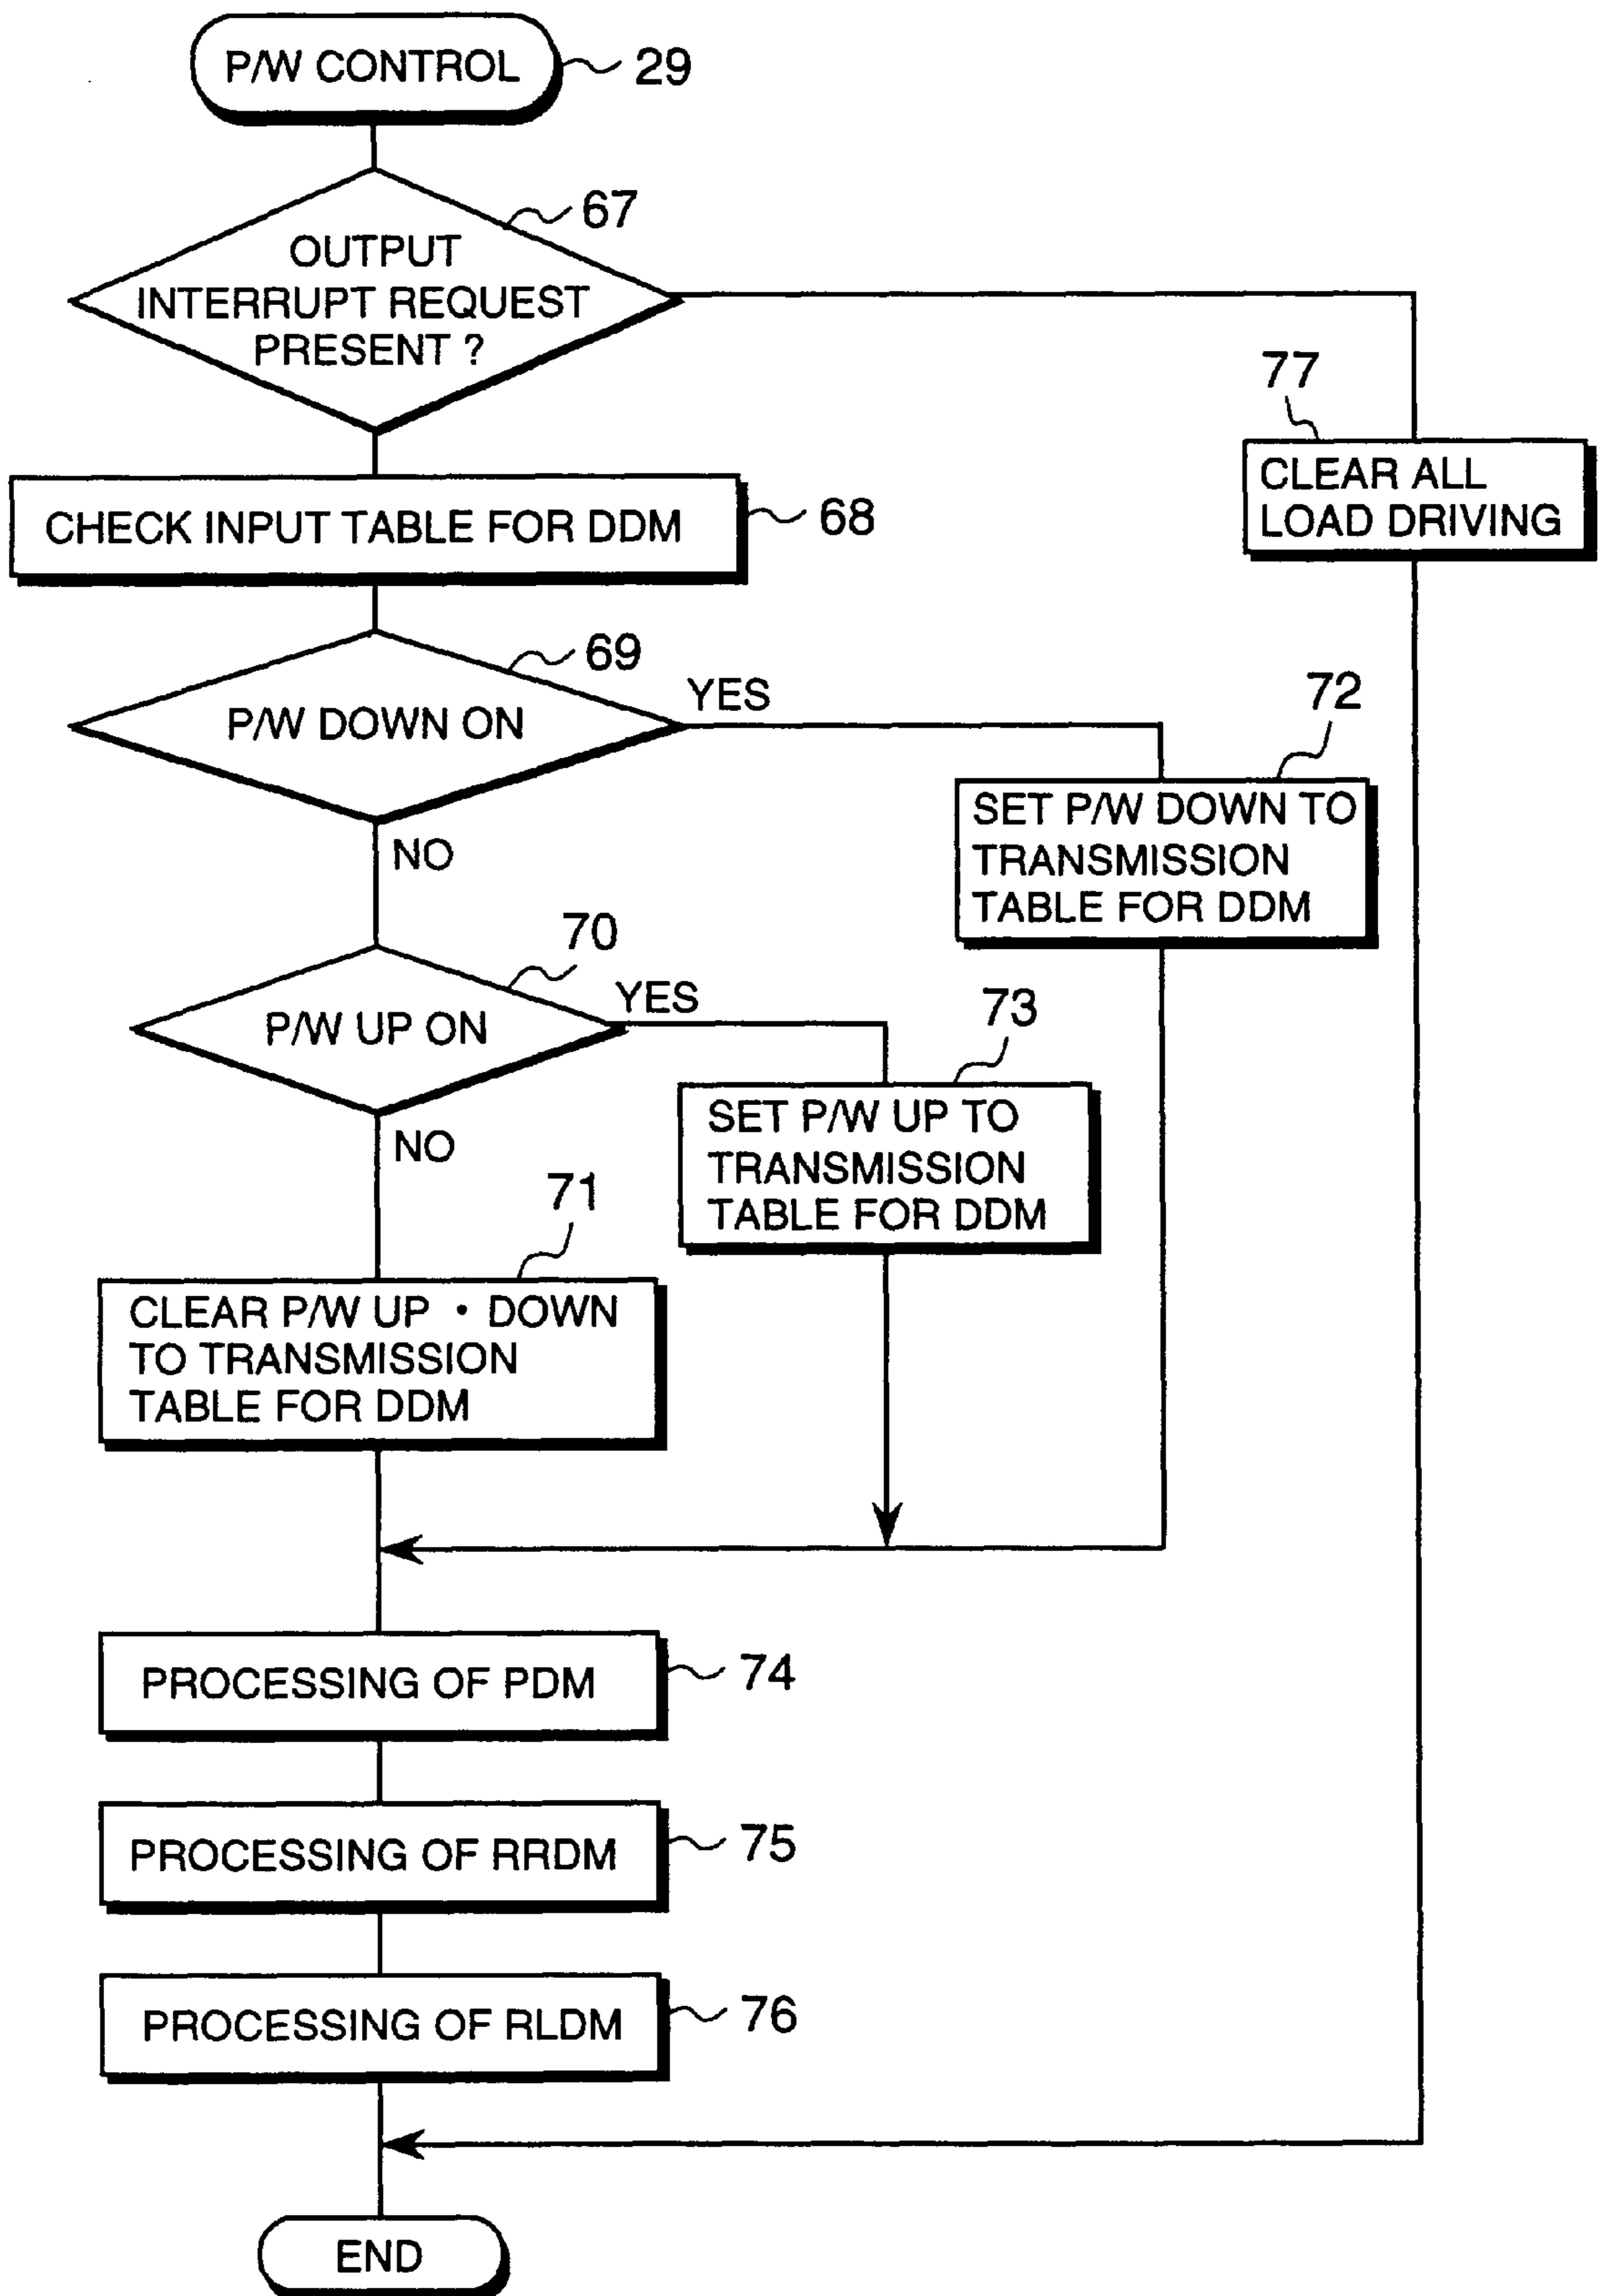 P/W CONTROL
29
67
OUTPUT
INTERRUPT REQUEST
PRESENT ?
77
CLEAR ALL
LOAD DRIVING
CHECK INPUT TABLE FOR DDM
68
69
P/W DOWN ON
YES
72
SET P/W DOWN TO
TRANSMISSION
TABLE FOR DDM
NO
70
P/W UP ON
YES
73
SET P/W UP TO
TRANSMISSION
TABLE FOR DDM
NO
71
CLEAR P/W UP • DOWN
TO TRANSMISSION
TABLE FOR DDM
PROCESSING OF PDM
74
PROCESSING OF RRDM
75
PROCESSING OF RLDM
76
END